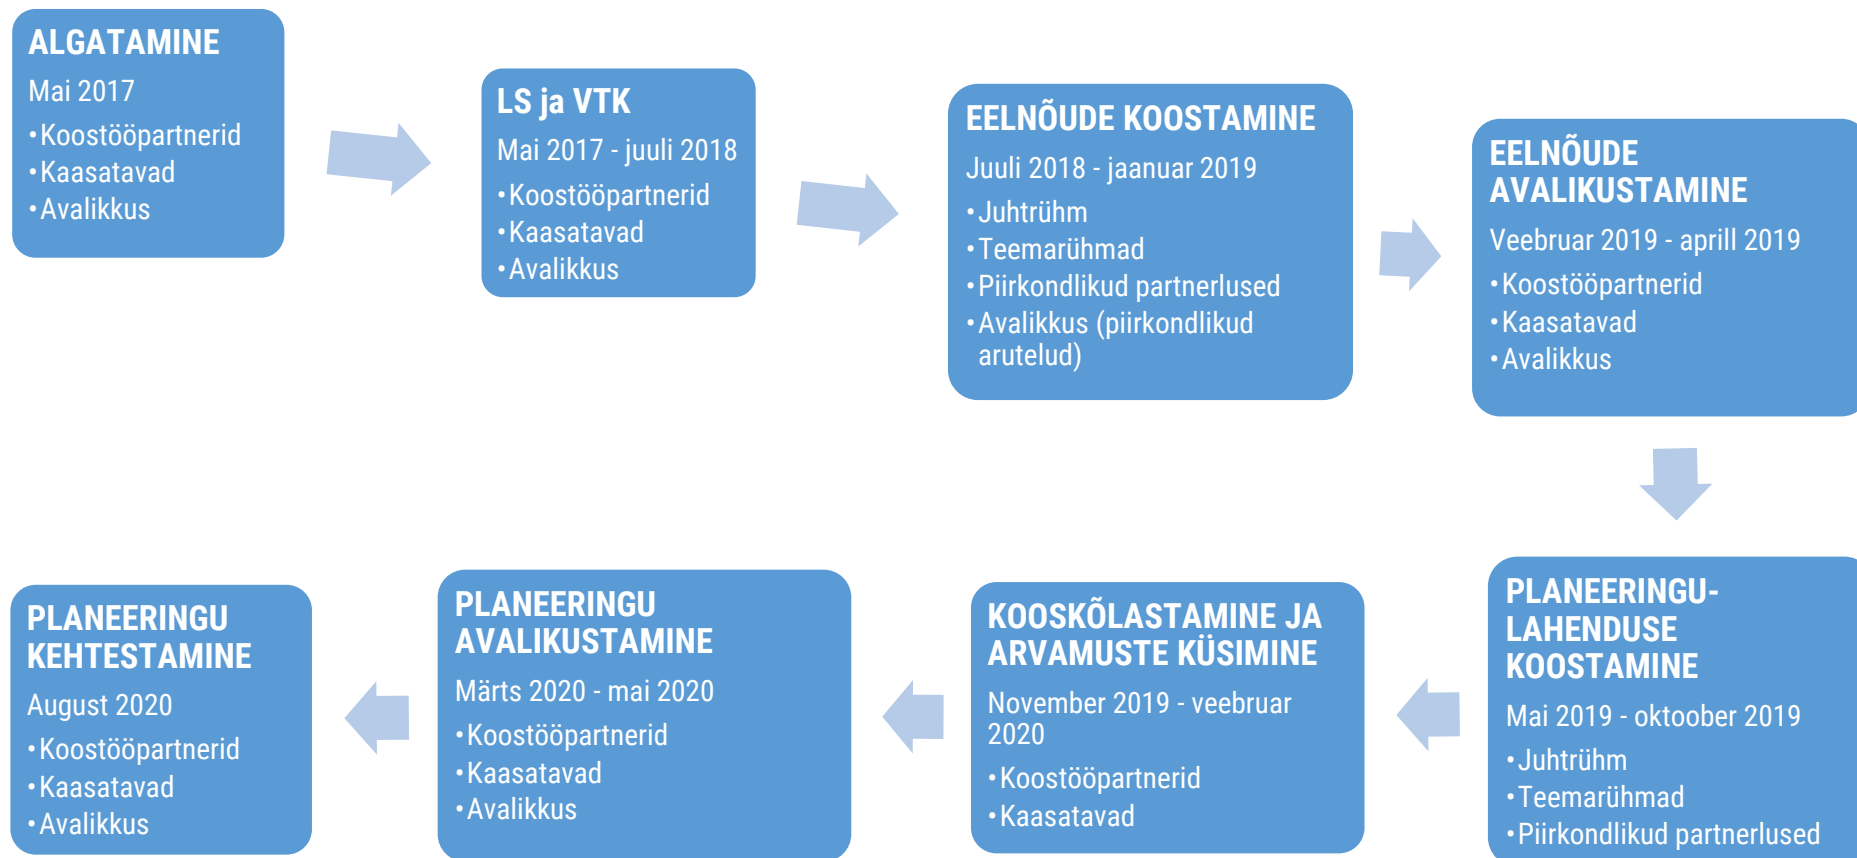 ALGATAMINE
Mai 2017
•Koostööpartnerid
•Kaasatavad
•Avalikkus
LS ja VTK
Mai 2017 - juuli 2018
•Koostööpartnerid
•Kaasatavad
•Avalikkus
EELNÕUDE KOOSTAMINE
Juuli 2018 - jaanuar 2019
•Juhtrühm
•Teemarühmad
•Piirkondlikud partnerlused
•Avalikkus (piirkondlikud
arutelud)
EELNÕUDE
AVALIKUSTAMINE
Veebruar 2019 - aprill 2019
•Koostööpartnerid
•Kaasatavad
•Avalikkus
PLANEERINGU-
LAHENDUSE
KOOSTAMINE
Mai 2019 - oktoober 2019
•Juhtrühm
•Teemarühmad
•Piirkondlikud partnerlused
KOOSKÕLASTAMINE JA
ARVAMUSTE KÜSIMINE
November 2019 - veebruar
2020
•Koostööpartnerid
•Kaasatavad
PLANEERINGU
AVALIKUSTAMINE
Märts 2020 - mai 2020
•Koostööpartnerid
•Kaasatavad
•Avalikkus
PLANEERINGU
KEHTESTAMINE
August 2020
•Koostööpartnerid
•Kaasatavad
•Avalikkus